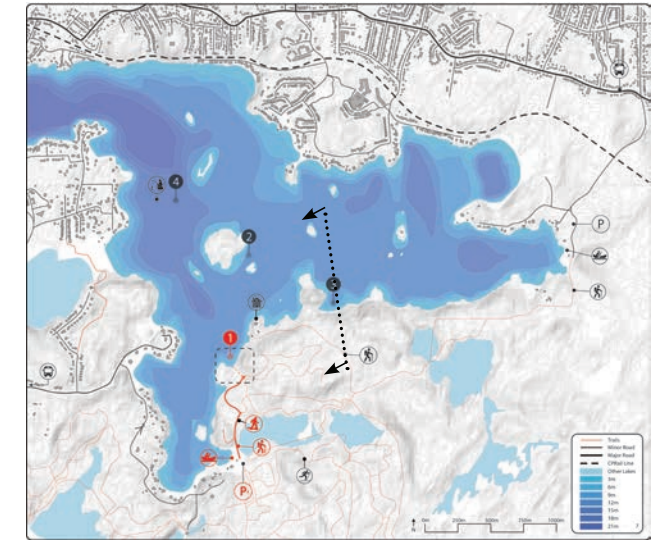 P
4
2
1
P
Trails
Minor Road
Major Road
CPRail Line
Other Lakes
3m
6m
9m
12m
15m
18m
21m
N
0m 250m 500m 750m 1000m